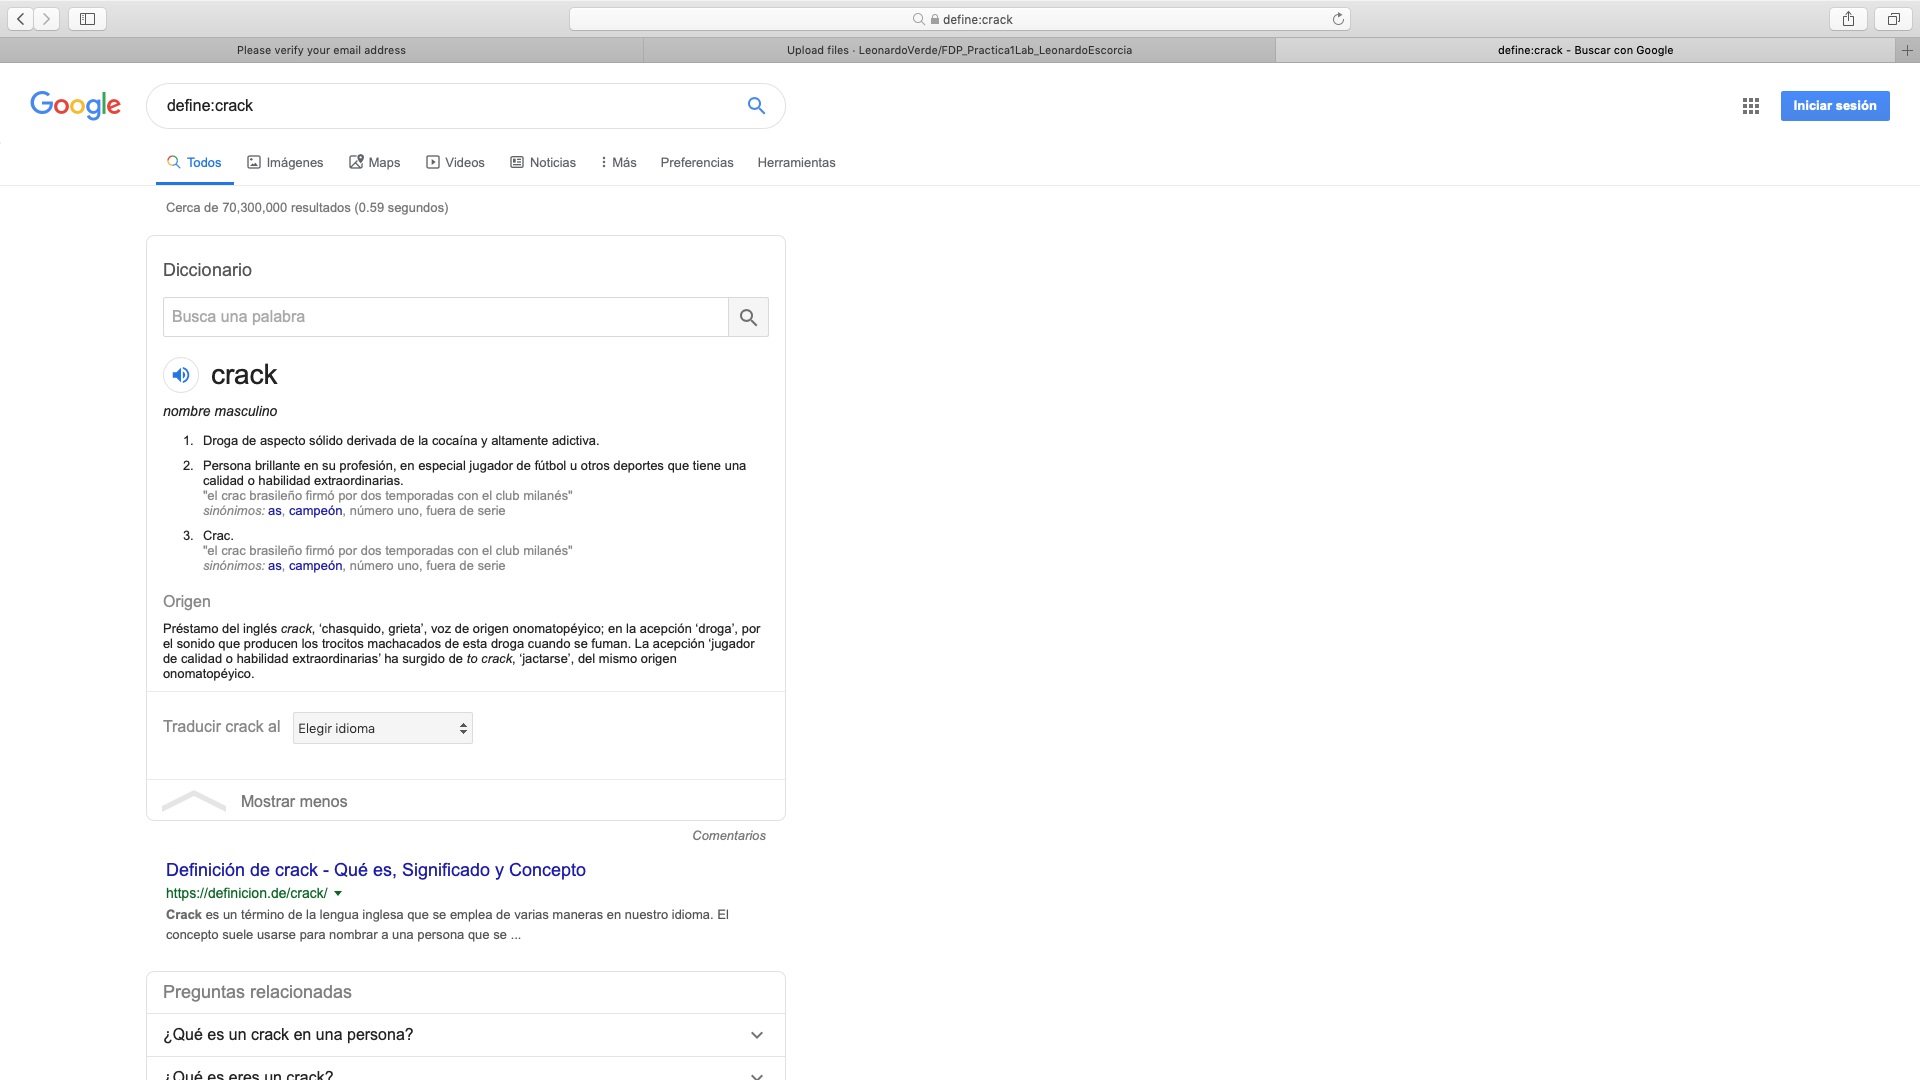 define:crack
Please verify your email address
Upload files · LeonardoVerde/FDP_Practica1Lab_LeonardoEscorcia
define:crack - Buscar con Google
Google
define:crack
Iniciar sesión
Todos
Imágenes
Maps
Videos
Noticias
Más
Preferencias
Herramientas
Cerca de 70,300,000 resultados (0.59 segundos)
Diccionario
Busca una palabra
crack
nombre masculino
1. Droga de aspecto sólido derivada de la cocaína y altamente adictiva.
2. Persona brillante en su profesión, en especial jugador de fútbol u otros deportes que tiene una
calidad o habilidad extraordinarias.
"el crac brasileño firmó por dos temporadas con el club milanés"
sinónimos: as, campeón, número uno, fuera de serie
3. Crac.
"el crac brasileño firmó por dos temporadas con el club milanés"
sinónimos: as, campeón, número uno, fuera de serie
Origen
Préstamo del inglés crack, ‘chasquido, grieta’, voz de origen onomatopéyico; en la acepción ‘droga’, por
el sonido que producen los trocitos machacados de esta droga cuando se fuman. La acepción ‘jugador
de calidad o habilidad extraordinarias’ ha surgido de to crack, ‘jactarse’, del mismo origen
onomatopéyico.
Traducir crack al
Elegir idioma
Mostrar menos
Comentarios
Definición de crack - Qué es, Significado y Concepto
https://definicion.de/crack/
Crack es un término de la lengua inglesa que se emplea de varias maneras en nuestro idioma. El
concepto suele usarse para nombrar a una persona que se ...
Preguntas relacionadas
¿Qué es un crack en una persona?
¿Qué es eres un crack?